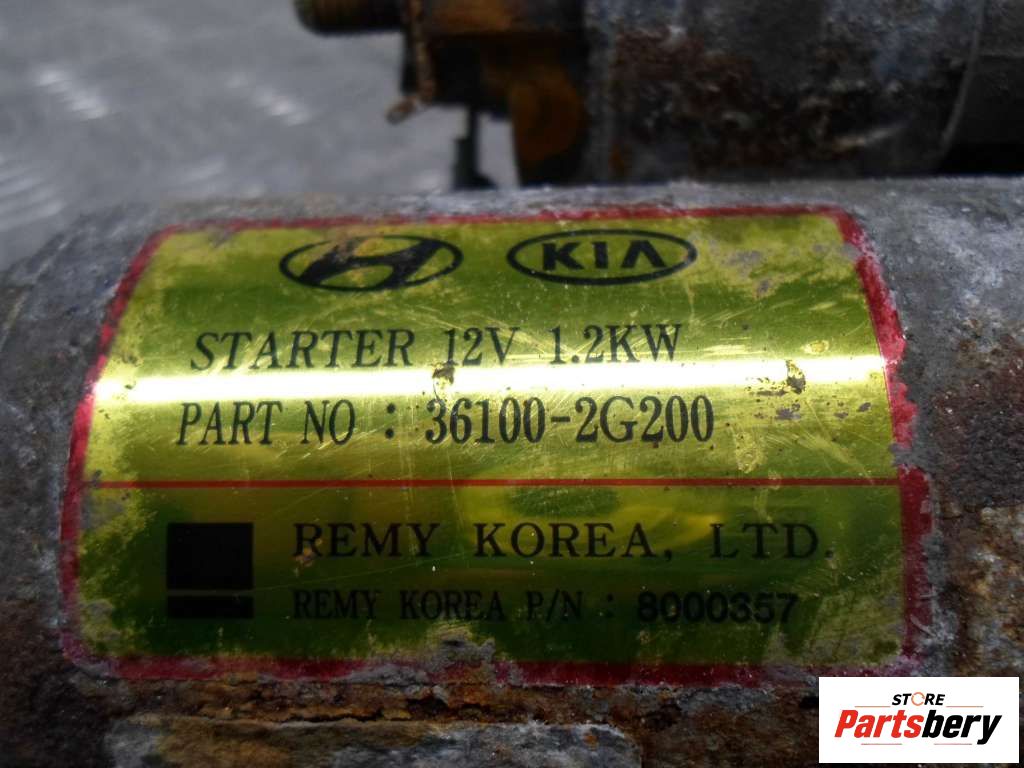 KIA
STARTER 12V 1.2KW
PART NO : 36100-2G200
REMY KOREA, LTD.
REMY KOREA P/N : 8000357
STORE
Partsbery